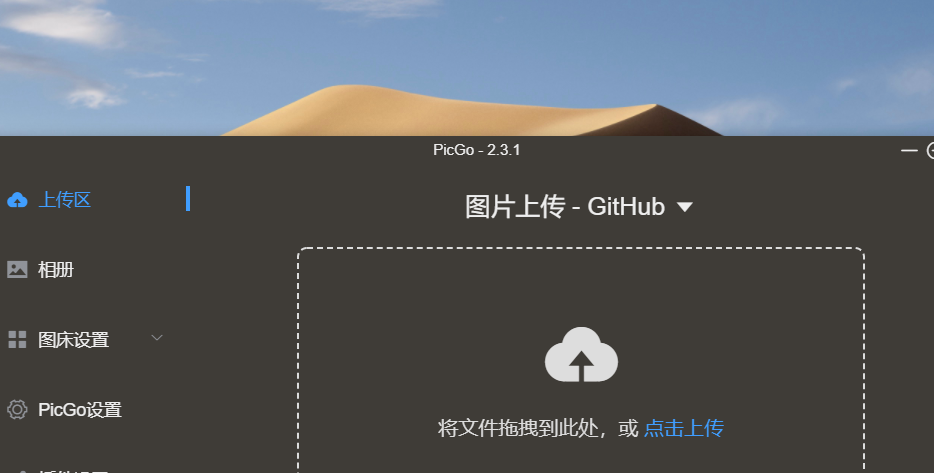 PicGo - 2.3.1
上传区
图片上传 - GitHub
相册
图床设置
PicGo设置
将文件拖拽到此处，或 点击上传